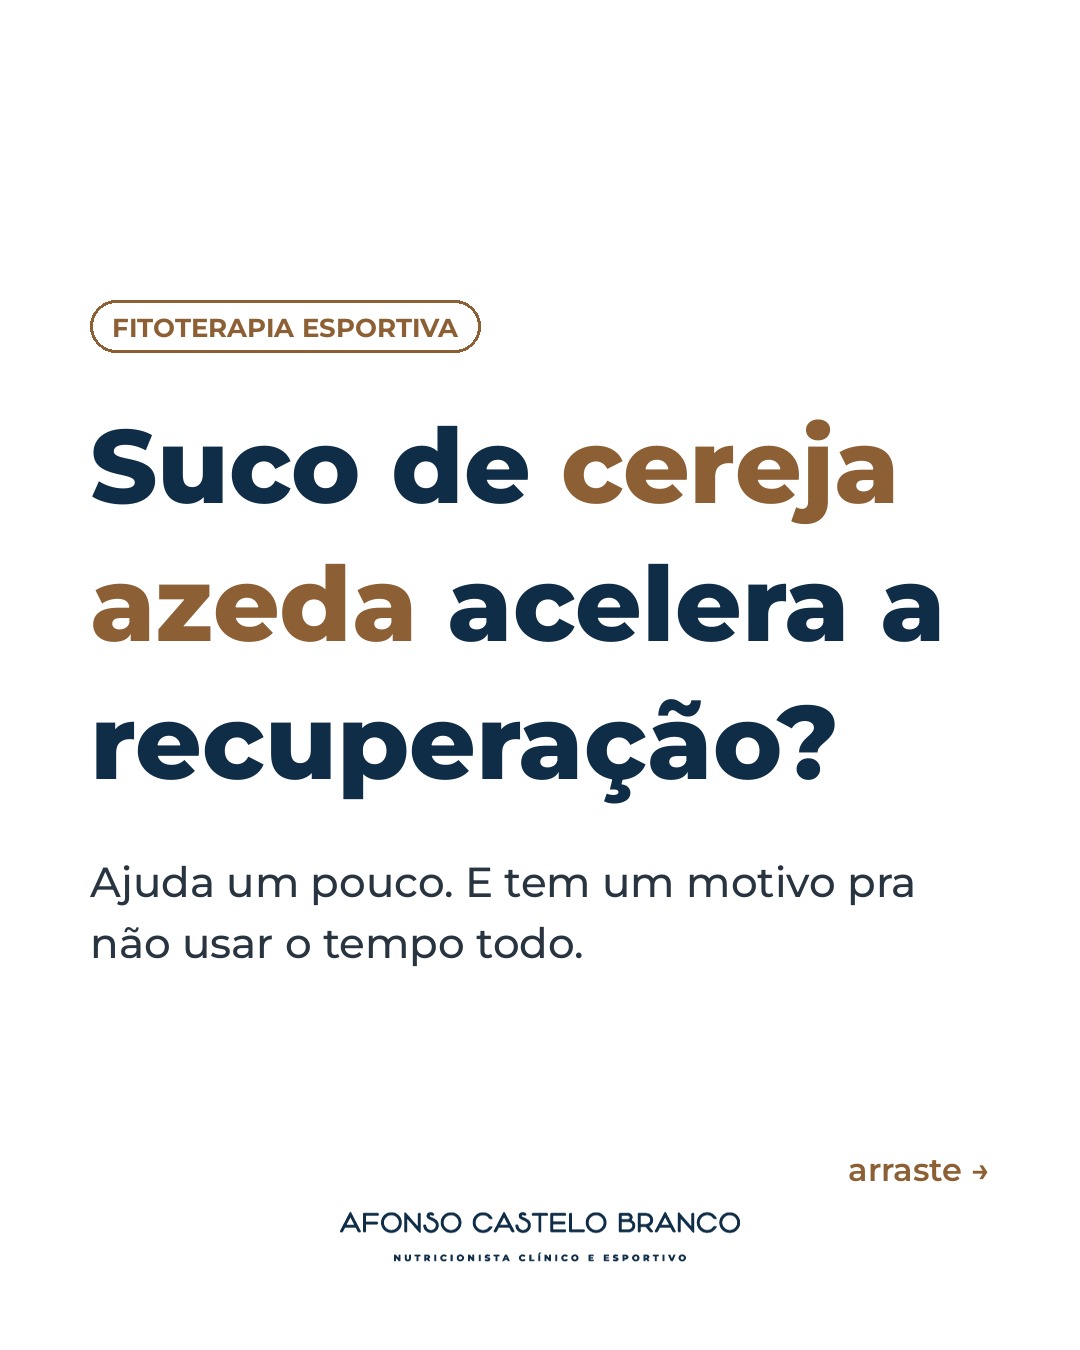 FITOTERAPIA ESPORTIVA
Suco de cereja
azeda acelera a
recuperação?
Ajuda um pouco. E tem um motivo pra
não usar o tempo todo.
arraste →
AFONSO CASTELO BRANCO
NUTRICIONISTA CLÍNICO E ESPORTIVO